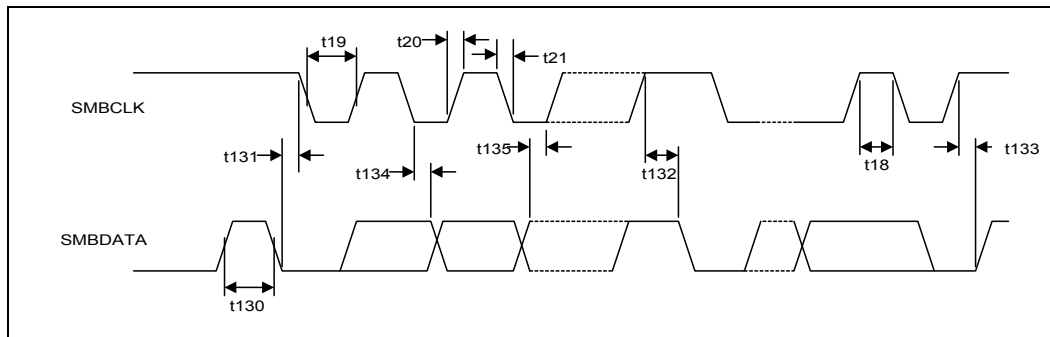 t19
t20
t21
SMBCLK
t131
t135
t18
t133
t134
t132
SMBDATA
t130